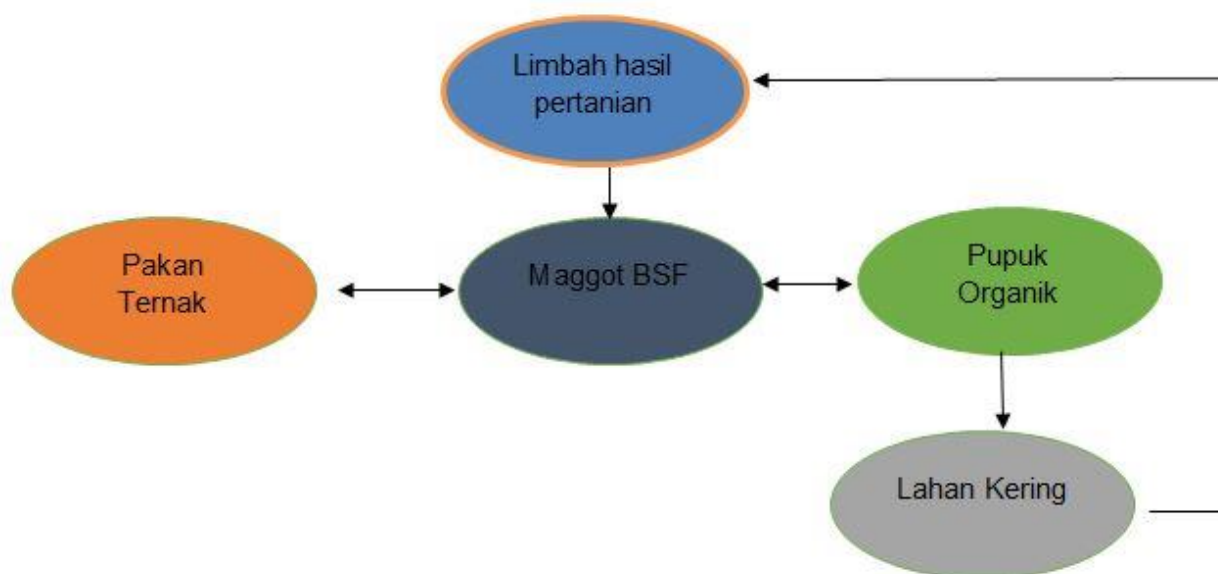 Limbah hasil
pertanian
Pakan
Ternak
Maggot BSF
Pupuk
Organik
Lahan Kering